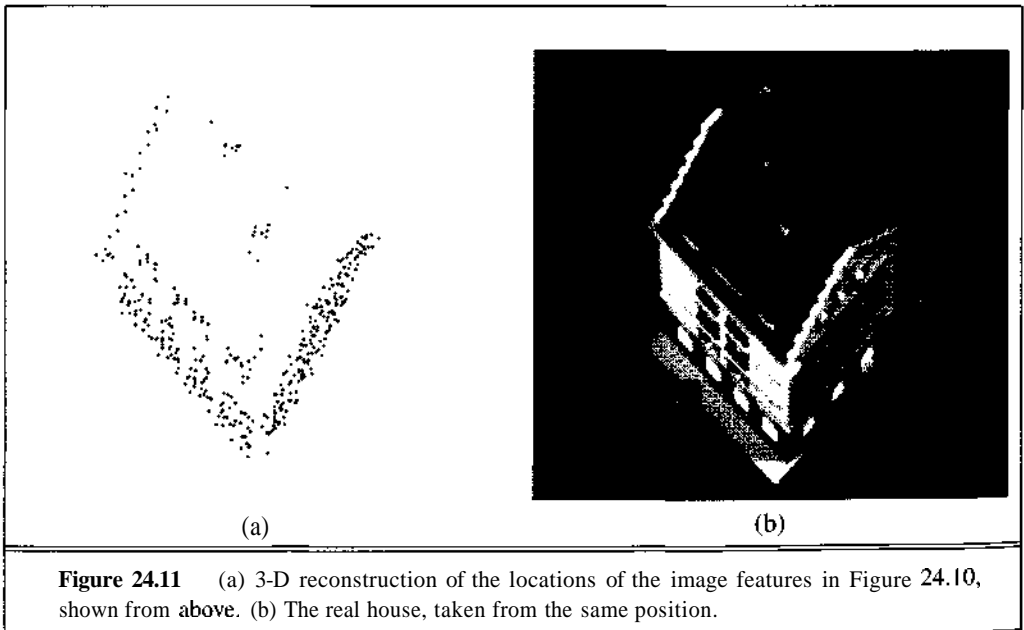 (a)
(b)
Figure 24.11 (a) 3-D reconstruction of the locations of the image features in Figure 24.10,
shown from above. (b) The real house, taken from the same position.